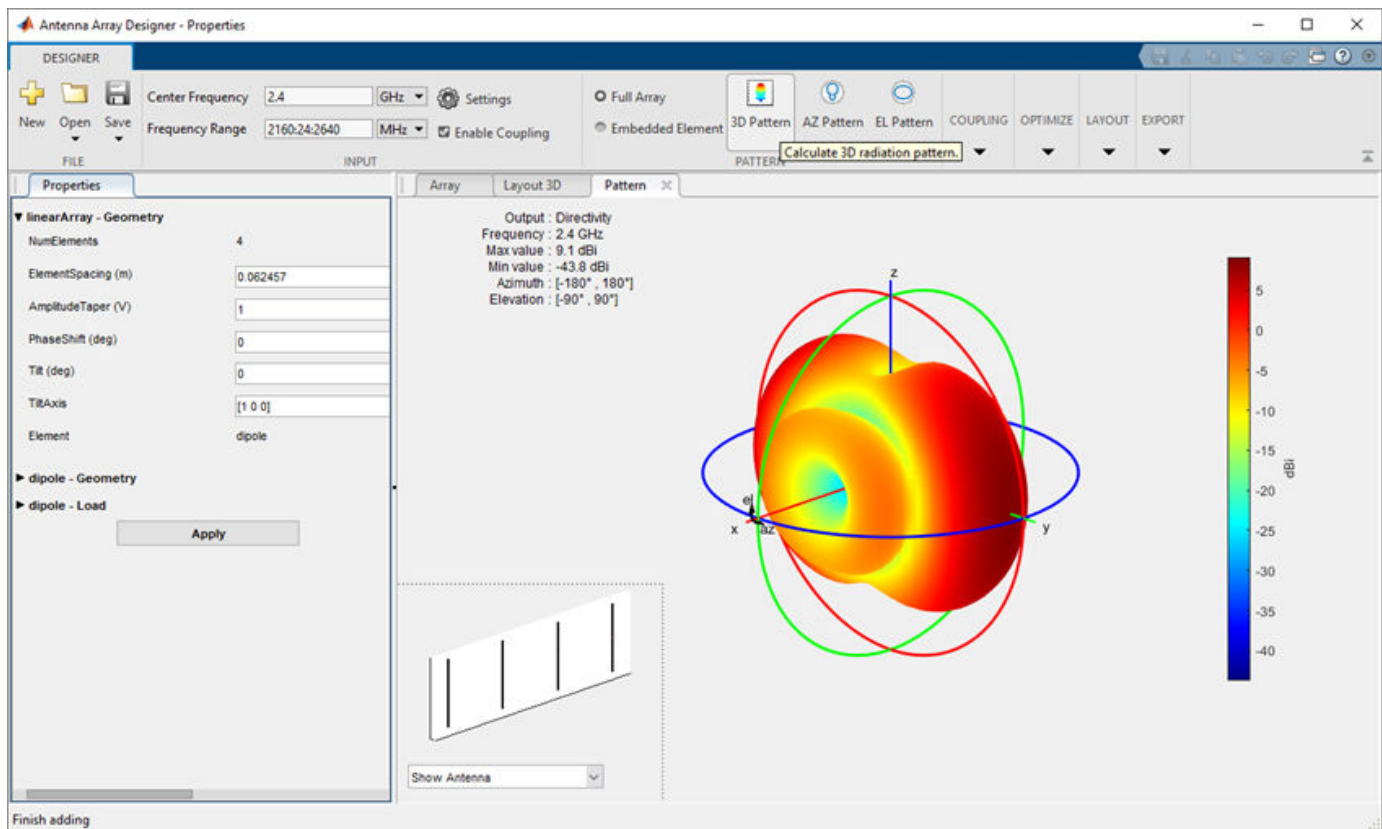 Antenna Array Designer - Properties
DESIGNER
New Open Save
FILE
Center Frequency 2.4 GHz Settings
Frequency Range 2160:24:2640 MHz Enable Coupling
INPUT
Full Array
Embedded Element
3D Pattern AZ Pattern EL Pattern
PATTERN
Calculate 3D radiation pattern.
COUPLING OPTIMIZE LAYOUT EXPORT
Properties
linearArray - Geometry
NumElements 4
ElementSpacing (m) 0.062457
AmplitudeTaper (V) 1
PhaseShift (deg) 0
Tilt (deg) 0
TiltAxis [1 0 0]
Element dipole
dipole - Geometry
dipole - Load
Apply
Array Layout 3D Pattern
Output : Directivity
Frequency : 2.4 GHz
Max value : 9.1 dBi
Min value : -43.8 dBi
Azimuth : [-180° , 180°]
Elevation : [-90° , 90°]
z
el
x az
y
5
0
-5
-10
-15
-20
-25
-30
-35
-40
dBi
Show Antenna
Finish adding